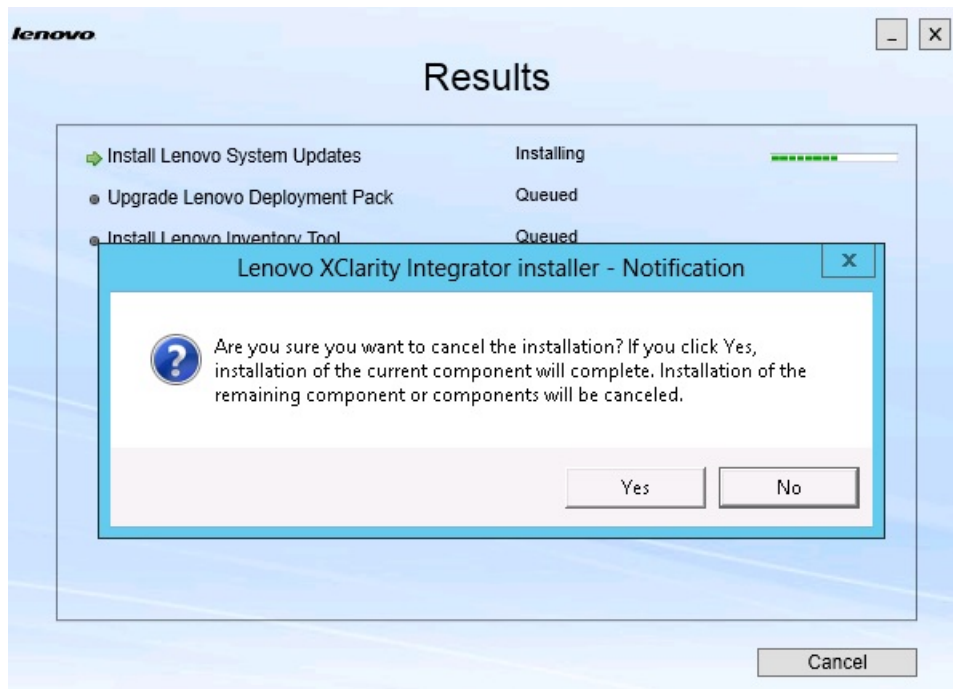 lenovo
Results
Install Lenovo System Updates Installing
Upgrade Lenovo Deployment Pack Queued
Install Lenovo Inventory Tool Queued
Lenovo XClarity Integrator installer - Notification
Are you sure you want to cancel the installation? If you click Yes,
installation of the current component will complete. Installation of the
remaining component or components will be canceled.
Yes No
Cancel